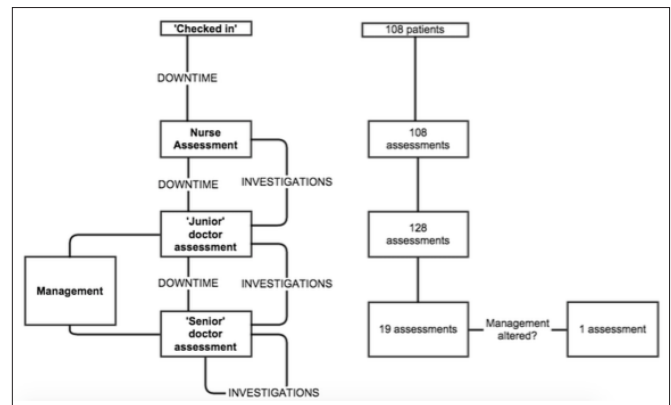 'Checked in'
108 patients
DOWNTIME
Nurse
Assessment
108
assessments
DOWNTIME
INVESTIGATIONS
'Junior'
doctor
assessment
128
assessments
DOWNTIME
INVESTIGATIONS
Management
'Senior'
doctor
assessment
19 assessments
Management
altered?
1 assessment
INVESTIGATIONS